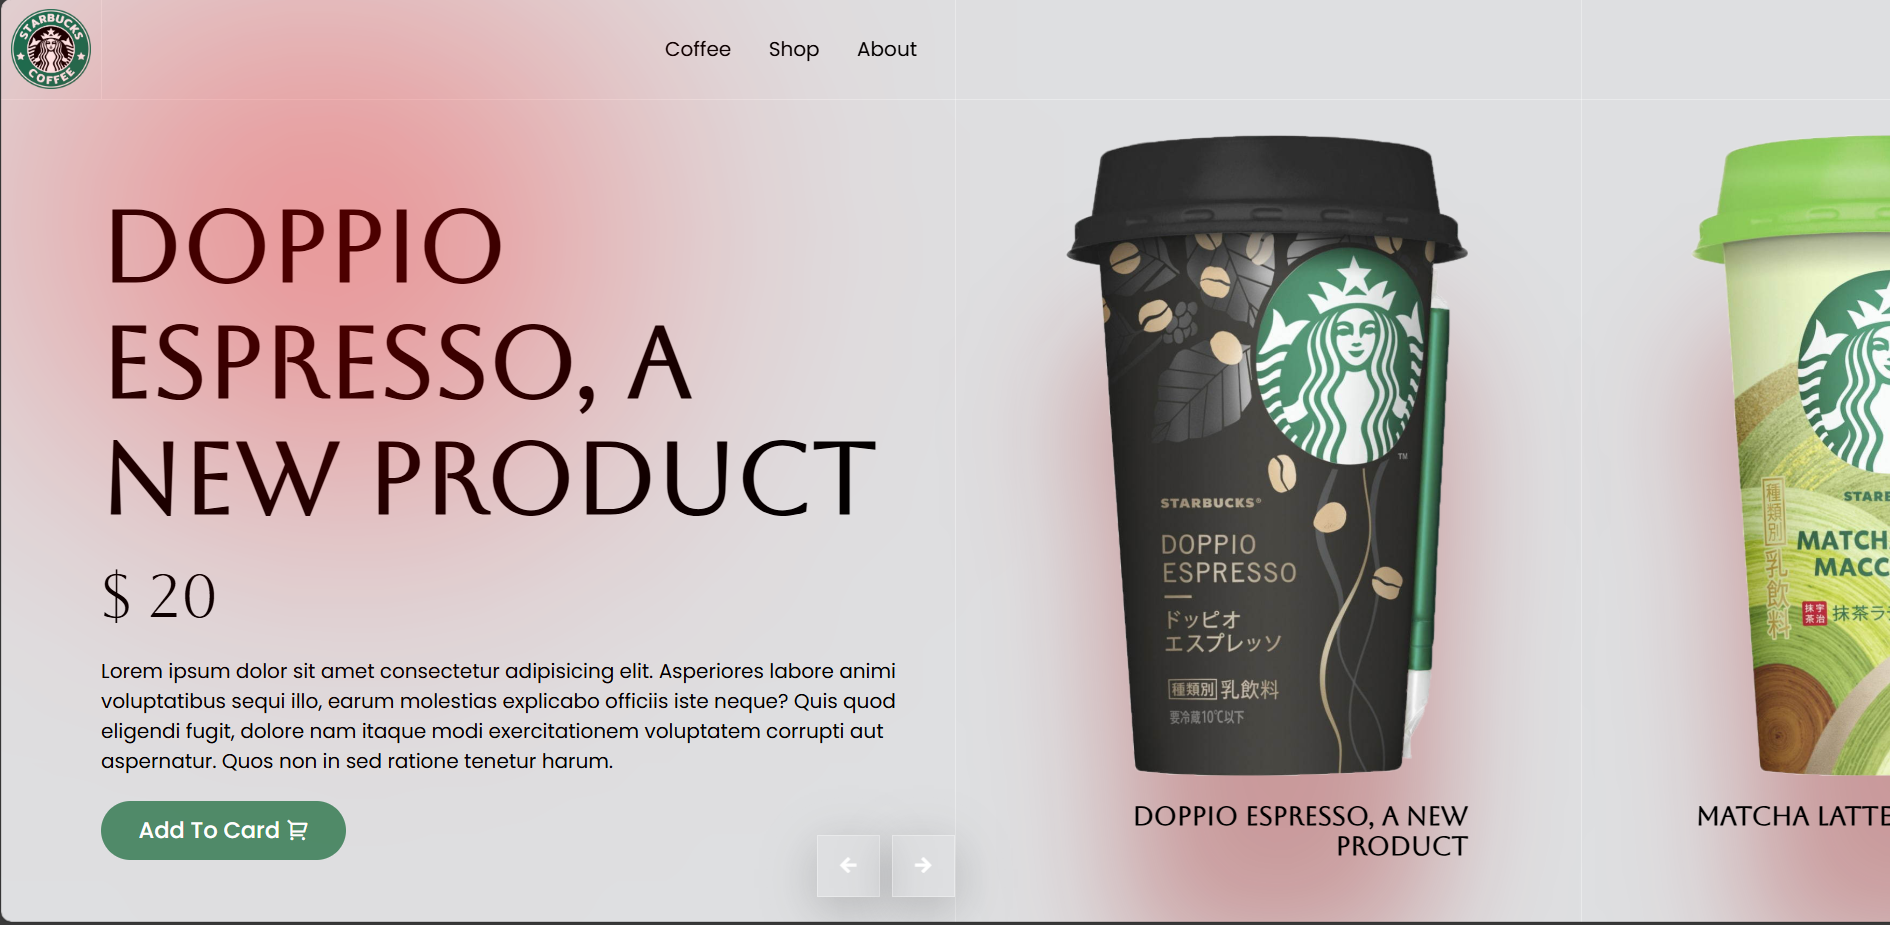 STARBUCKS
COFFEE
Coffee
Shop
About
DOPPIO
ESPRESSO, A
NEW PRODUCT
$ 20
Lorem ipsum dolor sit amet consectetur adipisicing elit. Asperiores labore animi
voluptatibus sequi illo, earum molestias explicabo officiis iste neque? Quis quod
eligendi fugit, dolore nam itaque modi exercitationem voluptatem corrupti aut
aspernatur. Quos non in sed ratione tenetur harum.
Add To Card
TM
STARBUCKS®
DOPPIO
ESPRESSO
ドッピオ
エスプレッソ
種類別 乳飲料
要冷蔵10℃以下
DOPPIO ESPRESSO, A NEW
PRODUCT
種類別 乳飲料
STARB
MATCH
MACC
宇治抹茶
抹茶ラ
MATCHA LATTE